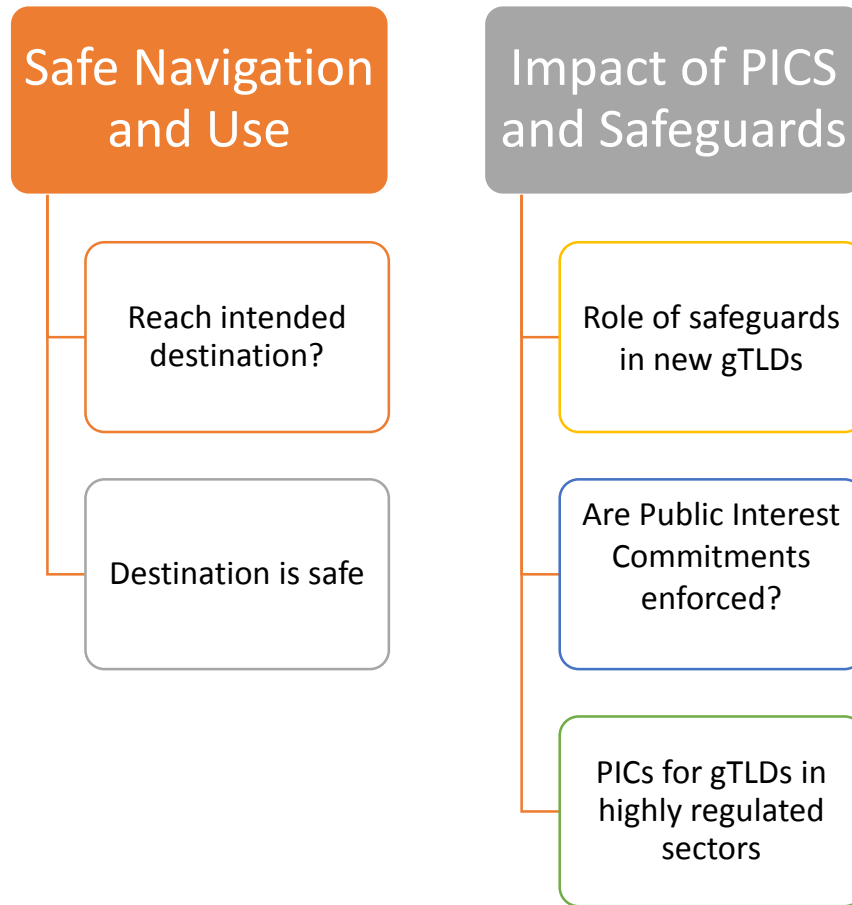 Safe Navigation
and Use
Reach intended
destination?
Destination is safe
Impact of PICS
and Safeguards
Role of safeguards
in new gTLDs
Are Public Interest
Commitments
enforced?
PICs for gTLDs in
highly regulated
sectors